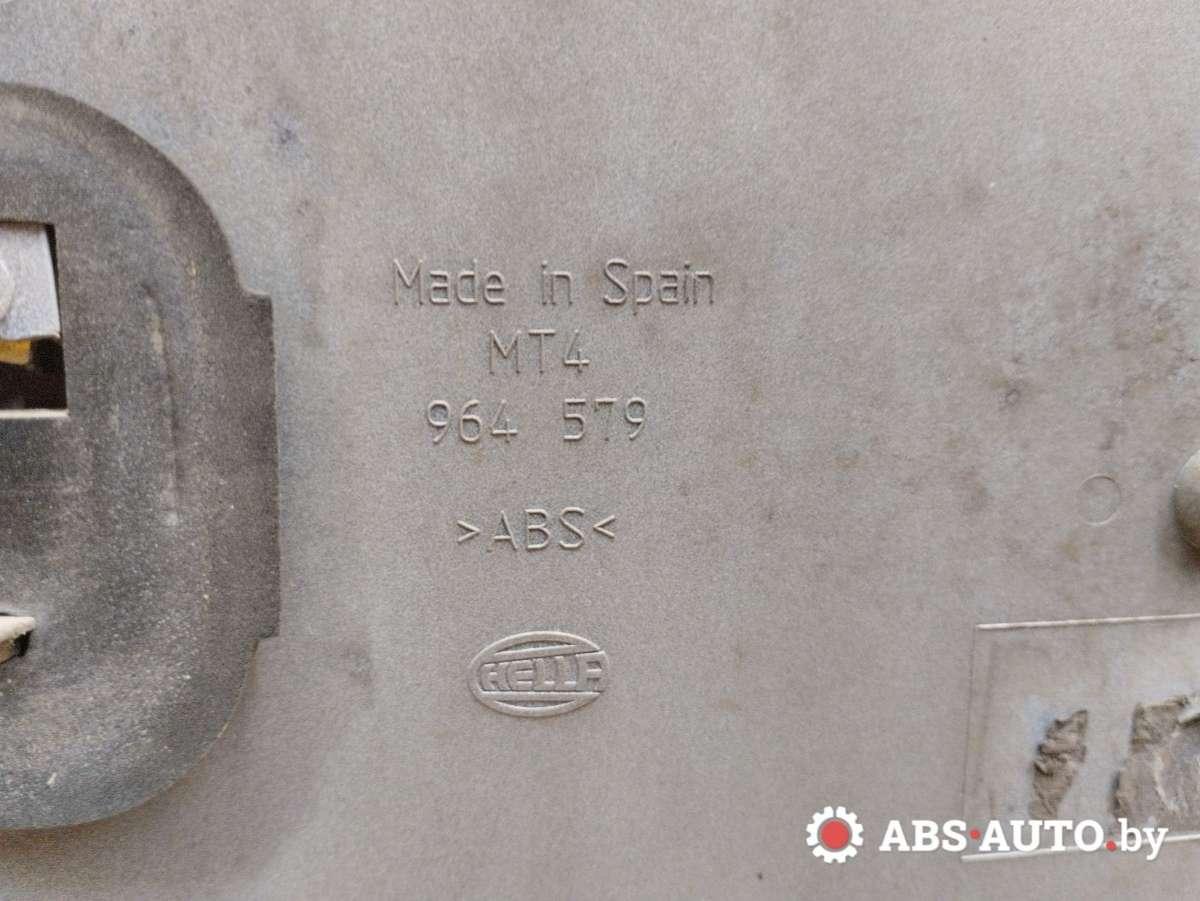 Made in Spain
MT4
964 579
>ABS<
HELLA
ABS·AUTO.by